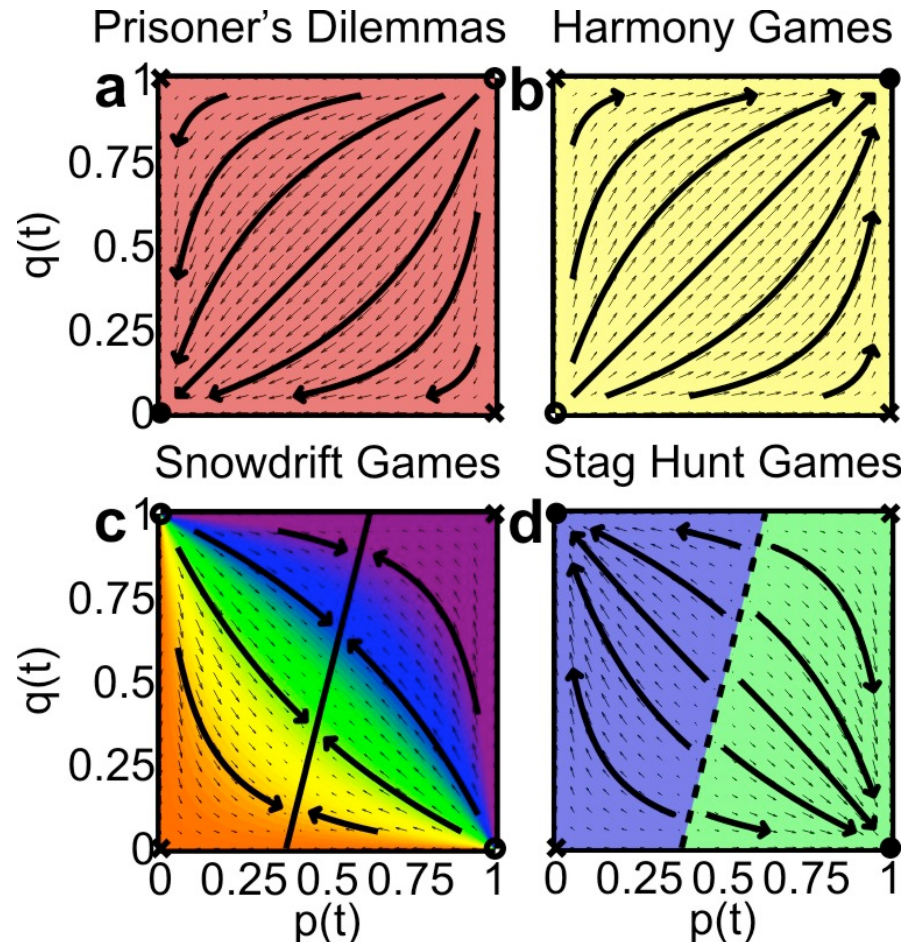 Prisoner’s Dilemmas
Harmony Games
a
b
1
0.75
0.5
0.25
0
q(t)
Snowdrift Games
Stag Hunt Games
c
d
1
0.75
0.5
0.25
0
q(t)
0 0.25 0.5 0.75 1
0 0.25 0.5 0.75 1
p(t)
p(t)